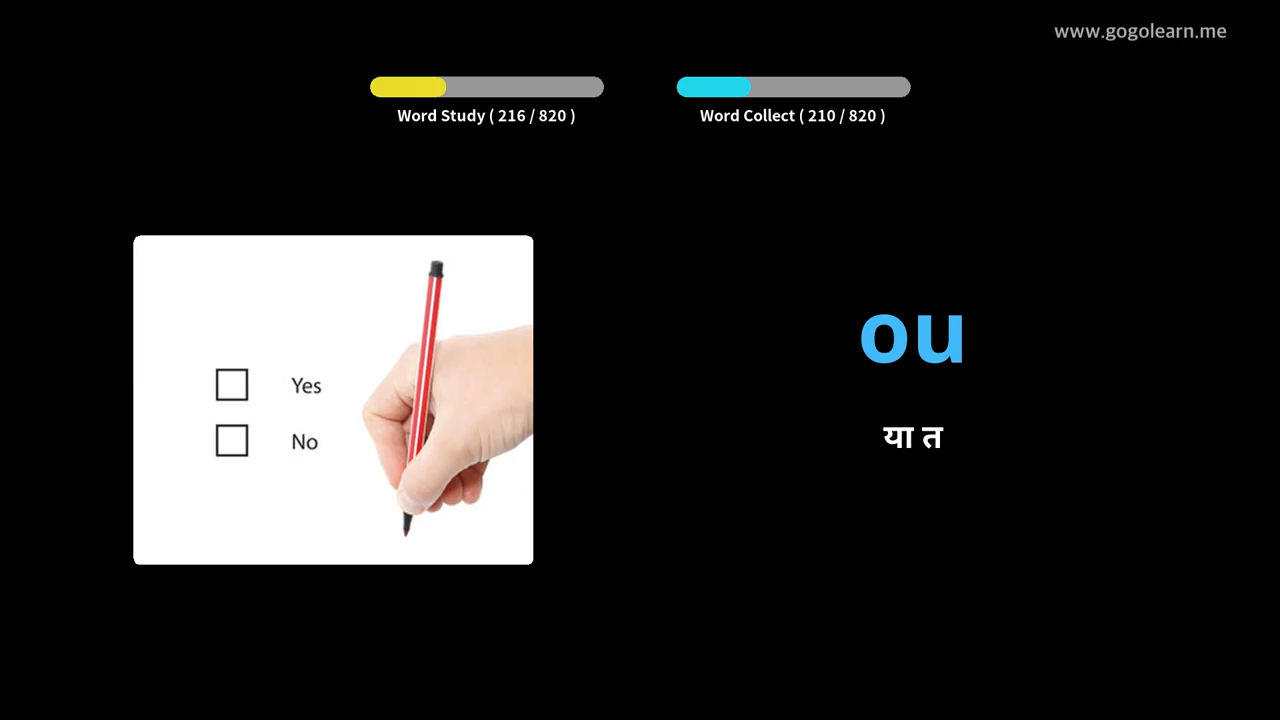 www.gogolearn.me
Word Study ( 216 / 820 )
Word Collect ( 210 / 820 )
Yes
No
ou
या त